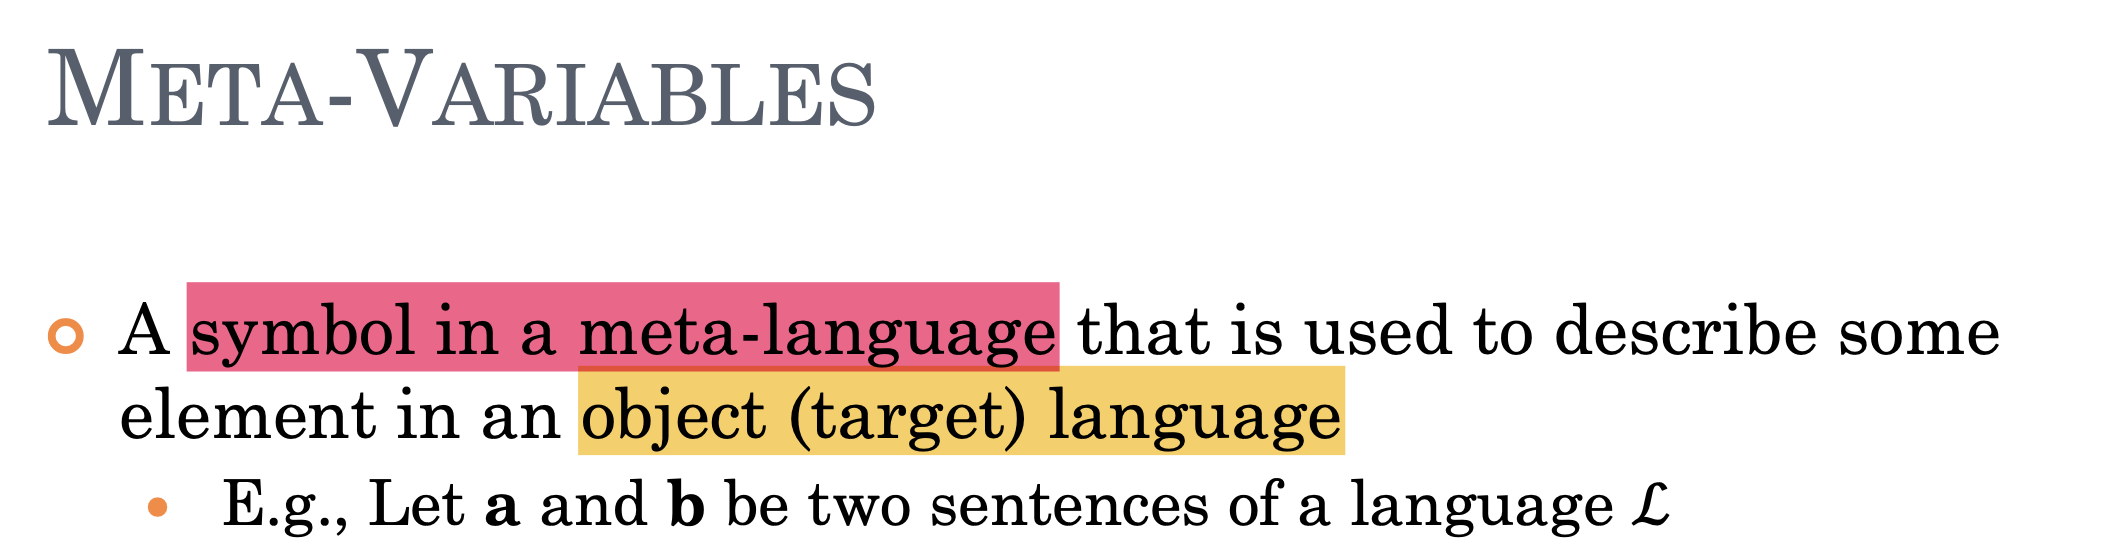 META-VARIABLES
A symbol in a meta-language that is used to describe some
element in an object (target) language
E.g., Let a and b be two sentences of a language ℒ